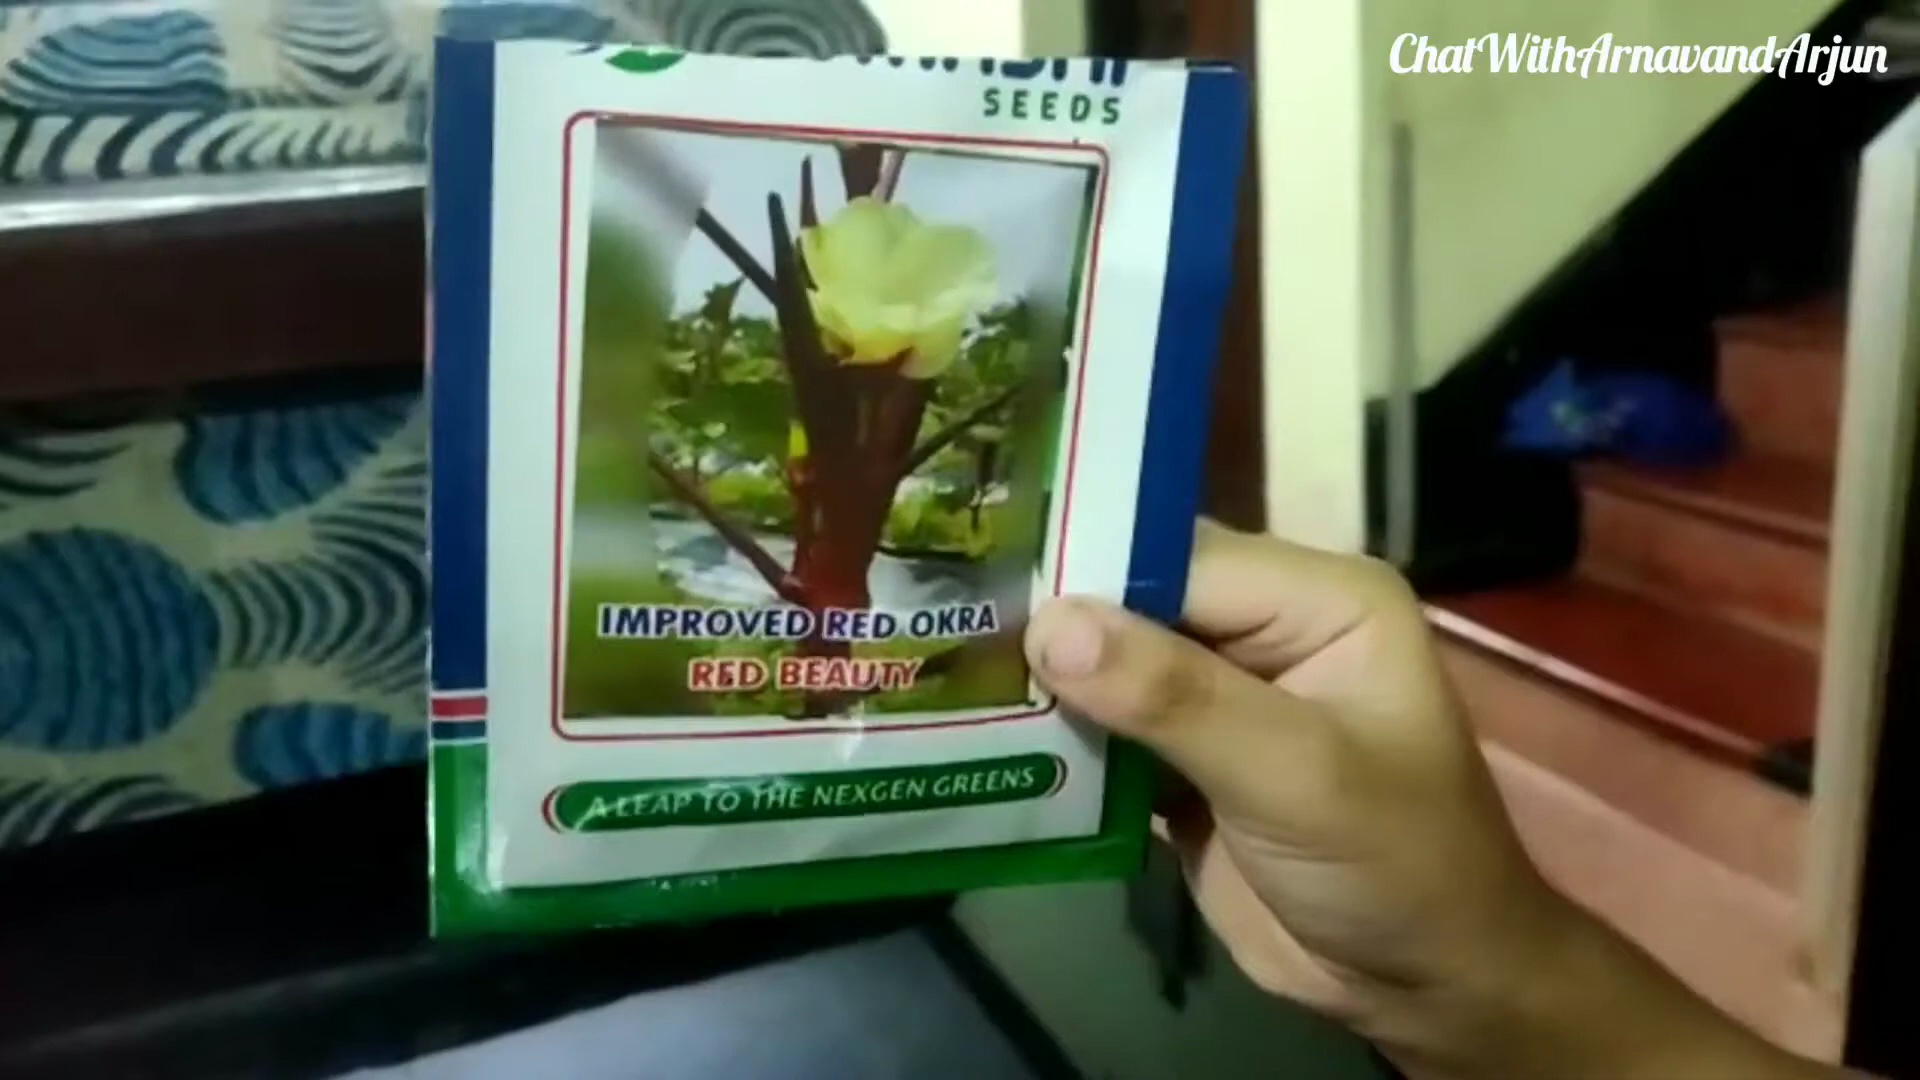 ChatWithArnavandArjun
SEEDS
IMPROVED RED OKRA
RED BEAUTY
A LEAP TO THE NEXGEN GREENS